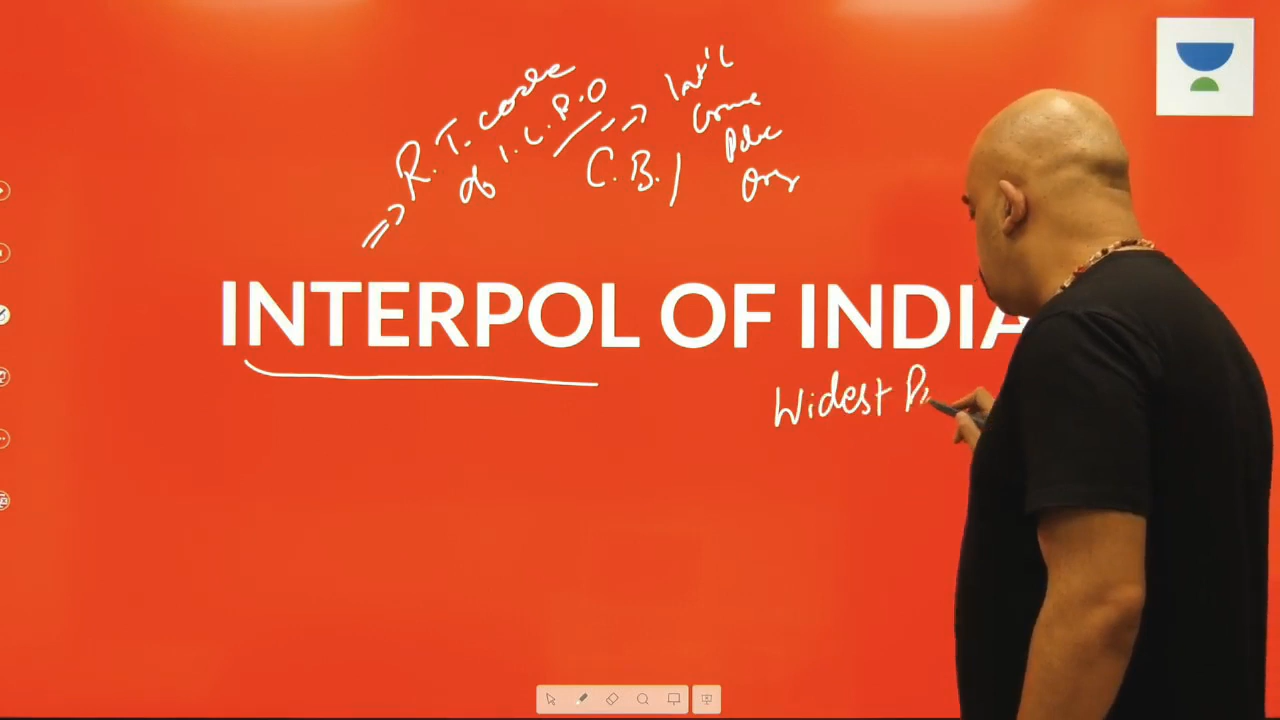 R.T. code
of I.C.P.O
C.B.I
Int'l
Crime
Police
Org
INTERPOL OF INDIA
Widest